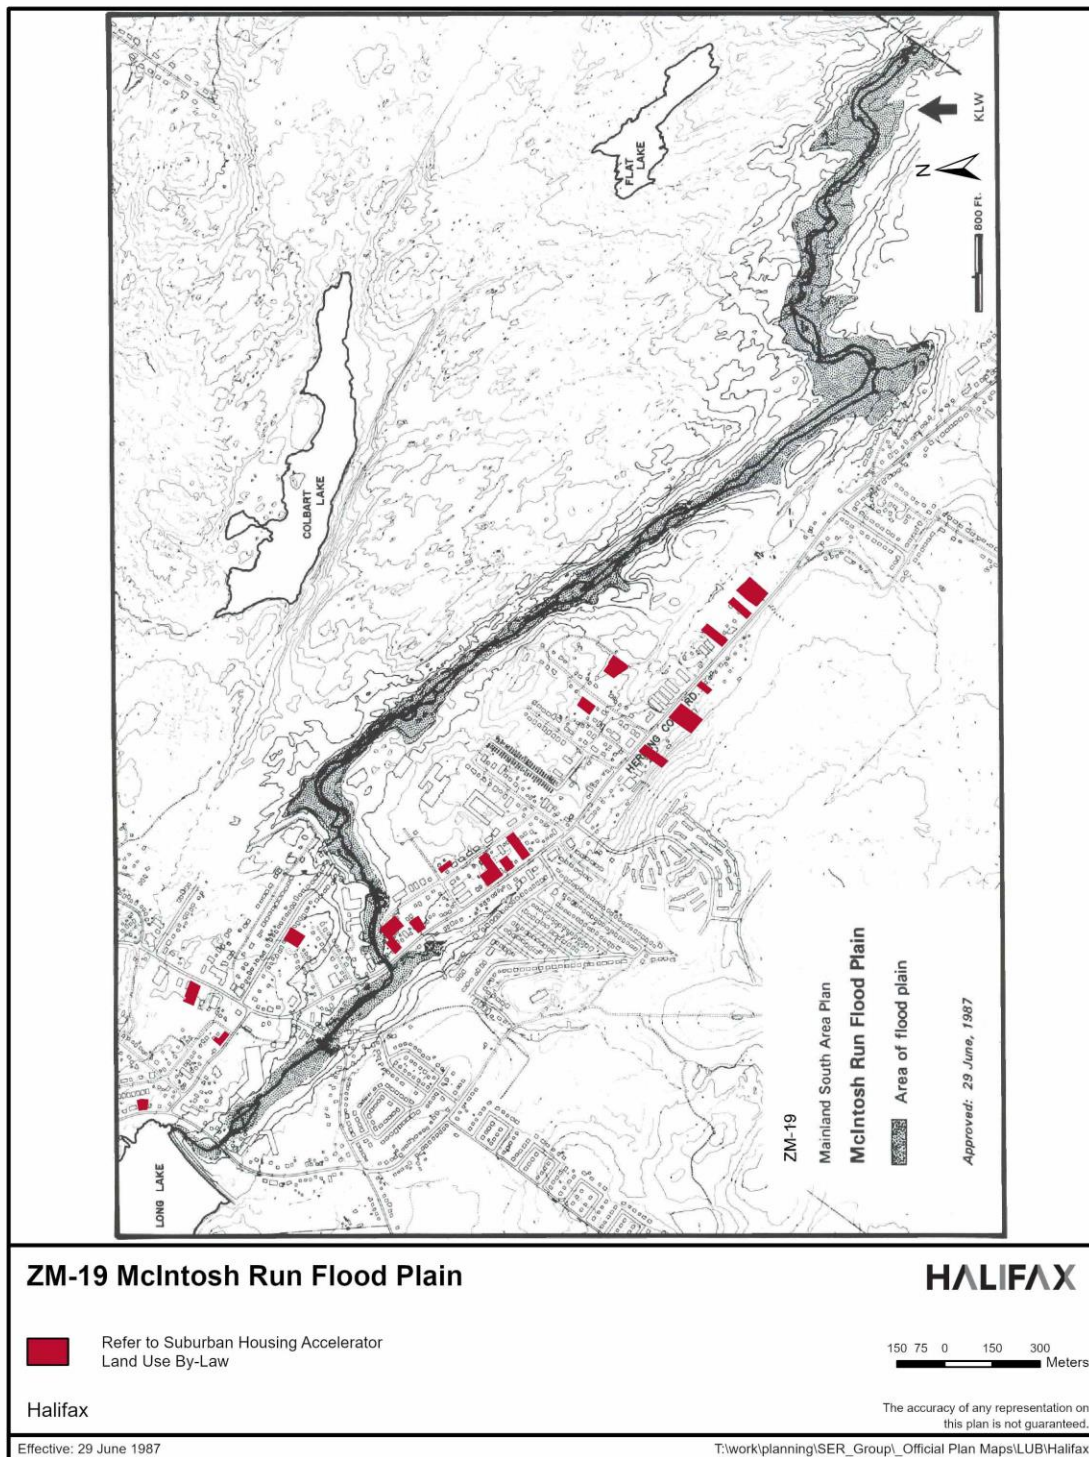 FLAT
LAKE
KLW
N
800 Ft.
COLBART
LAKE
LONG LAKE
ZM-19
Mainland South Area Plan
McIntosh Run Flood Plain
Area of flood plain
Approved: 29 June, 1987
ZM-19 McIntosh Run Flood Plain
HALIFAX
Refer to Suburban Housing Accelerator
Land Use By-Law
150 75 0 150 300
Meters
Halifax
The accuracy of any representation on
this plan is not guaranteed.
Effective: 29 June 1987
T:\work\planning\SER_Group\_Official Plan Maps\LUB\Halifax